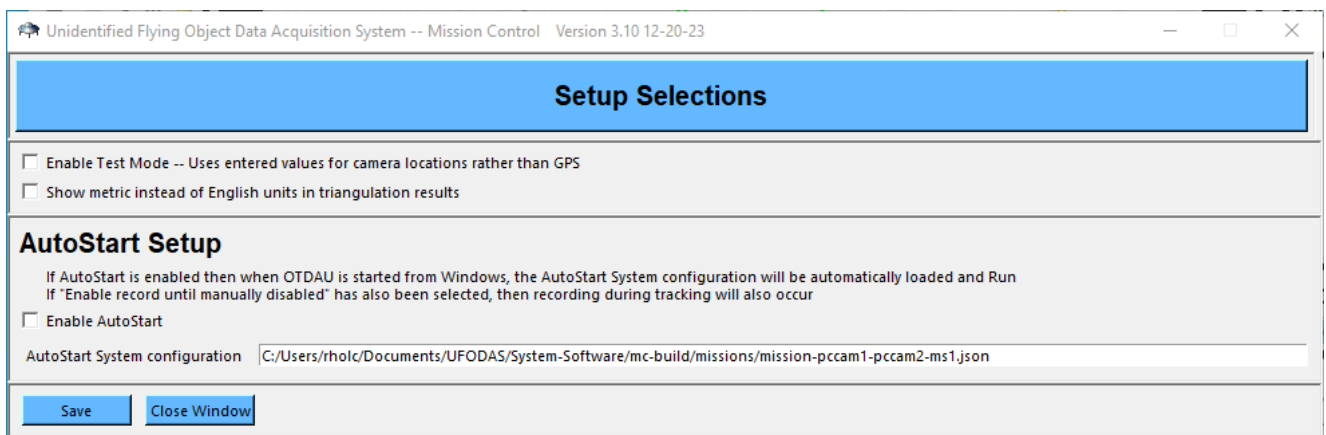 Unidentified Flying Object Data Acquisition System -- Mission Control Version 3.10 12-20-23
Setup Selections
Enable Test Mode -- Uses entered values for camera locations rather than GPS
Show metric instead of English units in triangulation results
AutoStart Setup
If AutoStart is enabled then when OTDAU is started from Windows, the AutoStart System configuration will be automatically loaded and Run
If "Enable record until manually disabled" has also been selected, then recording during tracking will also occur
Enable AutoStart
AutoStart System configuration C:/Users/rholc/Documents/UFODAS/System-Software/mc-build/missions/mission-pccam1-pccam2-ms1.json
Save Close Window